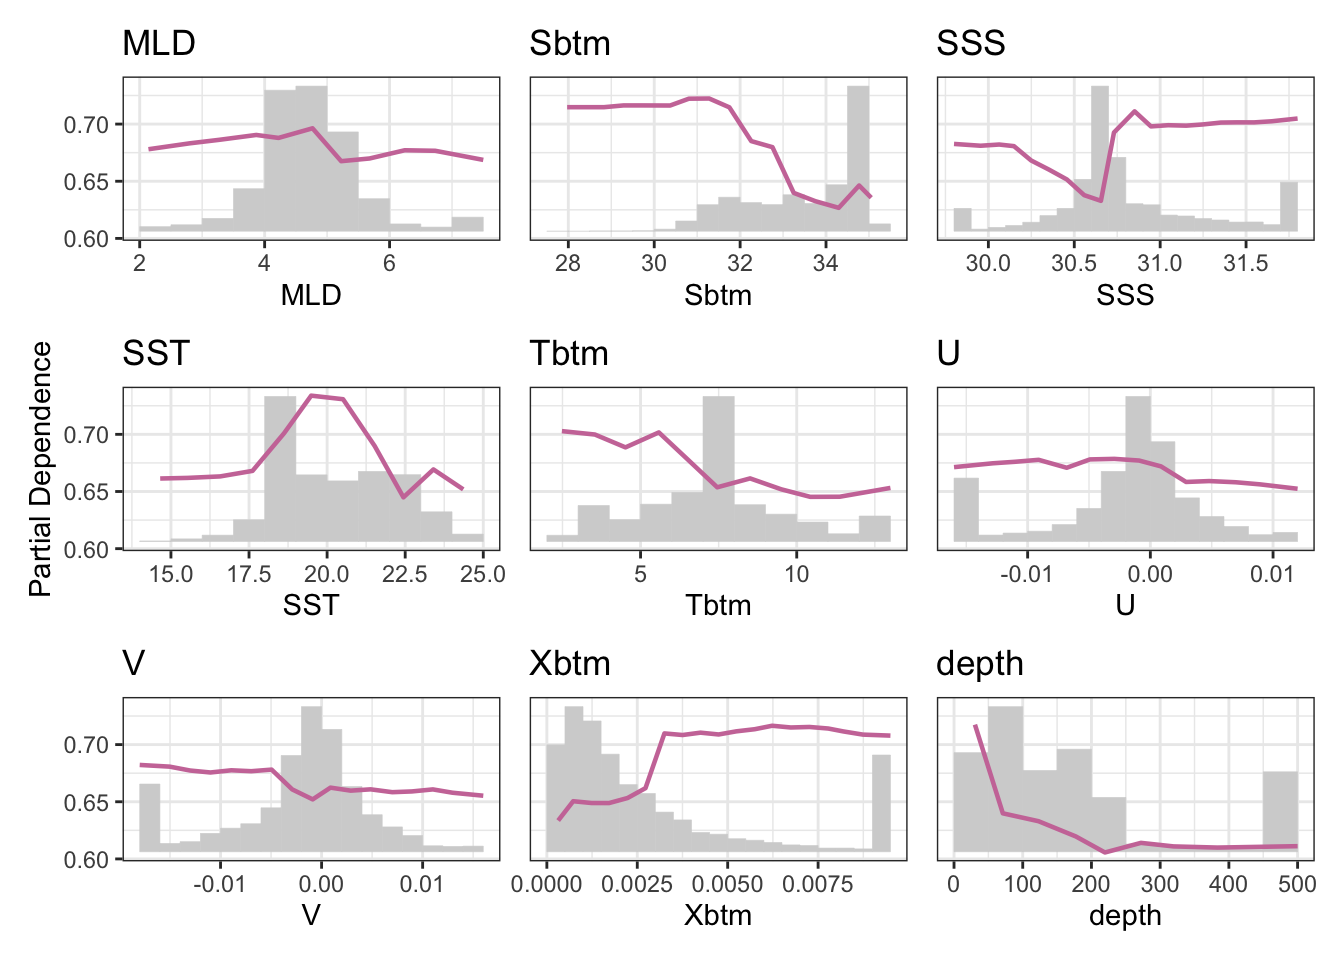 MLD Sbtm SSS
0.70
0.65
0.60
2 4 6 28 30 32 34 30.0 30.5 31.0 31.5
MLD Sbtm SSS
Partial Dependence
SST Tbtm U
0.70
0.65
0.60
15.0 17.5 20.0 22.5 25.0 5 10 -0.01 0.00 0.01
SST Tbtm U
V Xbtm depth
0.70
0.65
0.60
-0.01 0.00 0.01 0.0000 0.0025 0.0050 0.0075 0 100 200 300 400 500
V Xbtm depth